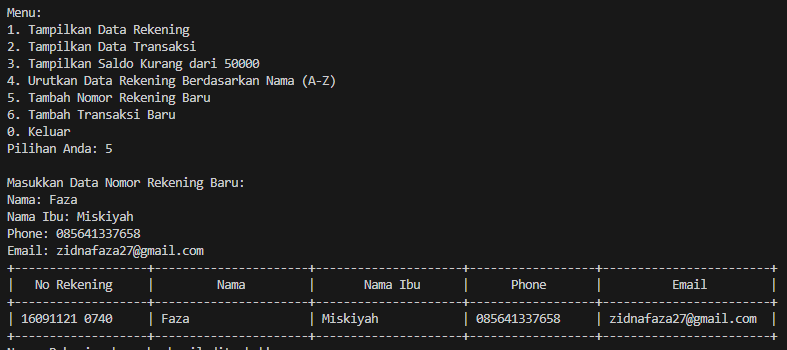 Menu:
1. Tampilkan Data Rekening
2. Tampilkan Data Transaksi
3. Tampilkan Saldo Kurang dari 50000
4. Urutkan Data Rekening Berdasarkan Nama (A-Z)
5. Tambah Nomor Rekening Baru
6. Tambah Transaksi Baru
0. Keluar
Pilihan Anda: 5
Masukkan Data Nomor Rekening Baru:
Nama: Faza
Nama Ibu: Miskiyah
Phone: 085641337658
Email: zidnafaza27@gmail.com
| No Rekening | Nama | Nama Ibu | Phone | Email |
| 16091121 0740 | Faza | Miskiyah | 085641337658 | zidnafaza27@gmail.com |